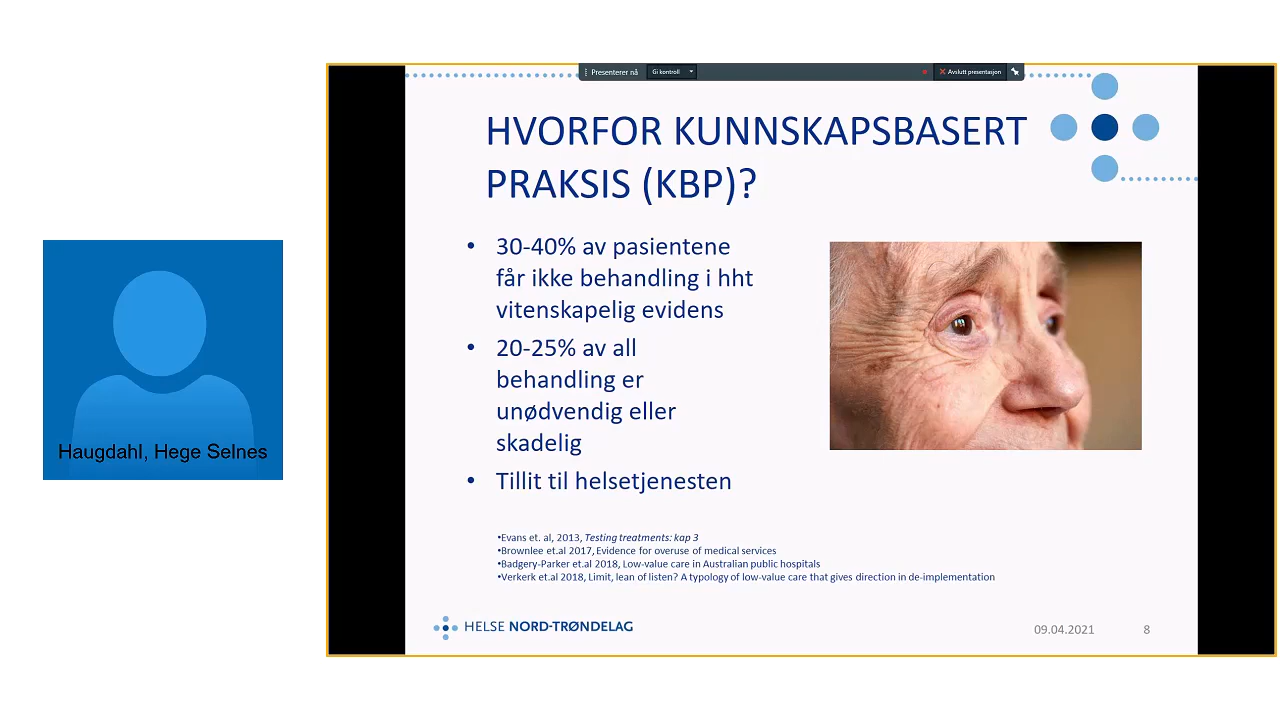 Presenterer nå
Gi kontroll
Avslutt presentasjon
HVORFOR KUNNSKAPSBASERT
PRAKSIS (KBP)?
• 30-40% av pasientene
får ikke behandling i hht
vitenskapelig evidens
• 20-25% av all
behandling er
unødvendig eller
skadelig
• Tillit til helsetjenesten
Haugdahl, Hege Selnes
•Evans et. al, 2013, Testing treatments: kap 3
•Brownlee et.al 2017, Evidence for overuse of medical services
•Badgery-Parker et.al 2018, Low-value care in Australian public hospitals
•Verkerk et.al 2018, Limit, lean of listen? A typology of low-value care that gives direction in de-implementation
HELSE NORD-TRØNDELAG
09.04.2021
8